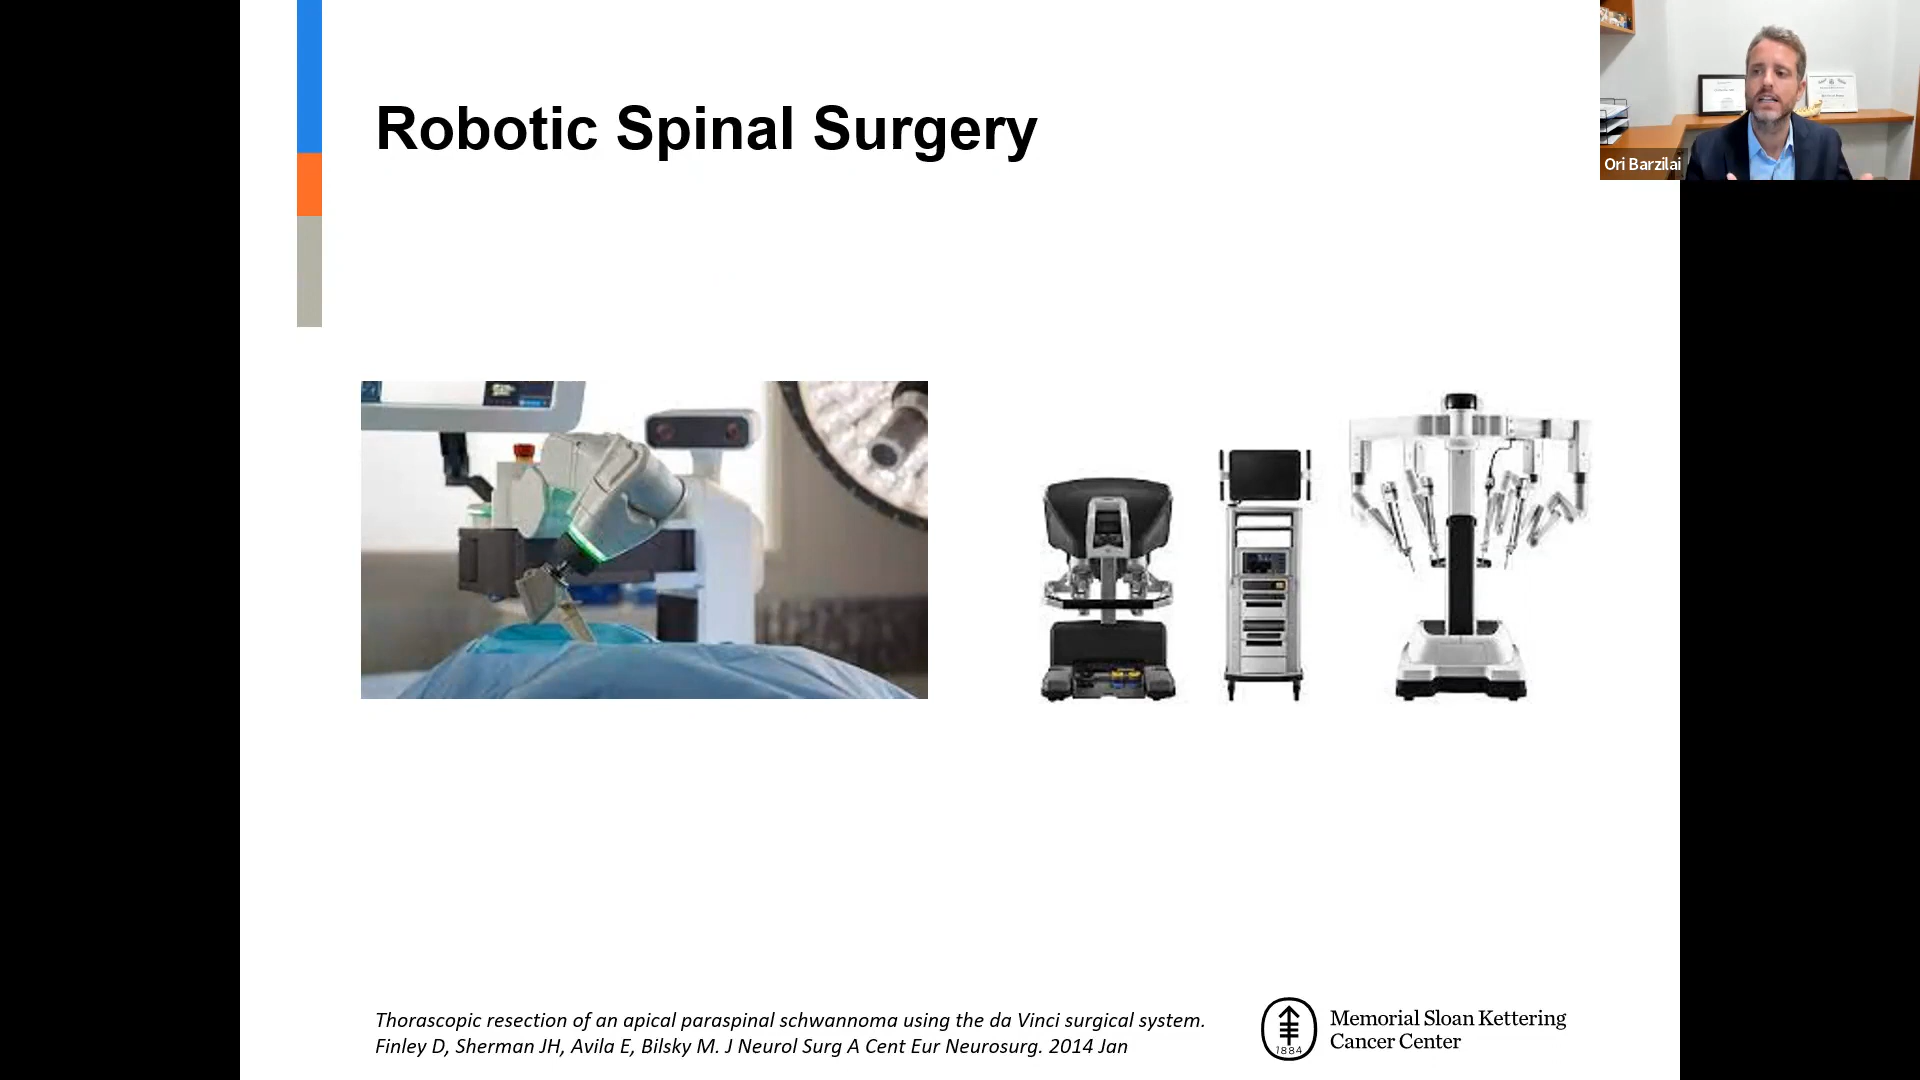 Robotic Spinal Surgery
Ori Barzilai
Thorascopic resection of an apical paraspinal schwannoma using the da Vinci surgical system.
Finley D, Sherman JH, Avila E, Bilsky M. J Neurol Surg A Cent Eur Neurosurg. 2014 Jan
1884
Memorial Sloan Kettering
Cancer Center